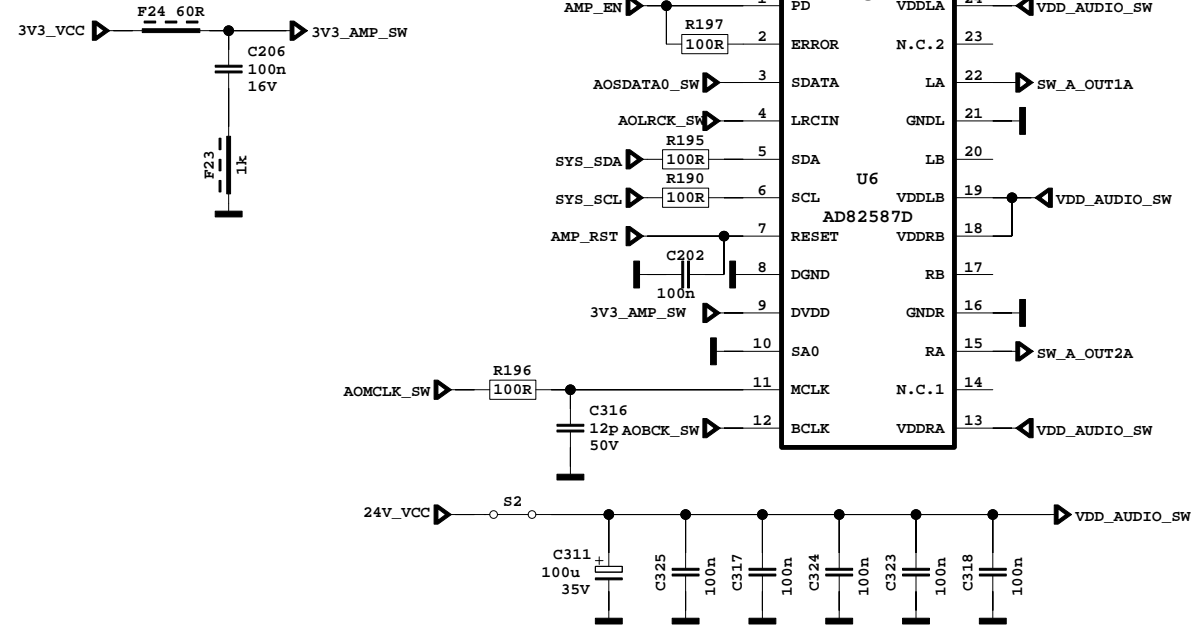 F24 60R
3V3_VCC
3V3_AMP_SW
C206
100n
16V
F23
1k
AMP_EN
R197
100R
AOSDATA0_SW
AOLRCK_SW
R195
SYS_SDA
100R
R190
SYS_SCL
100R
AMP_RST
C202
100n
3V3_AMP_SW
R196
AOMCLK_SW
100R
C316
12p
50V
AOBCK_SW
1 PD
2 ERROR
3 SDATA
4 LRCIN
5 SDA
6 SCL
7 RESET
8 DGND
9 DVDD
10 SA0
11 MCLK
12 BCLK
U6
AD82587D
VDDLA 24 VDD_AUDIO_SW
N.C.2 23
LA 22 SW_A_OUT1A
GNDL 21
LB 20
VDDLB 19 VDD_AUDIO_SW
VDDRB 18
RB 17
GNDR 16
RA 15 SW_A_OUT2A
N.C.1 14
VDDRA 13 VDD_AUDIO_SW
24V_VCC
S2
VDD_AUDIO_SW
C311
+
100u
35V
C325
100n
C317
100n
C324
100n
C323
100n
C318
100n